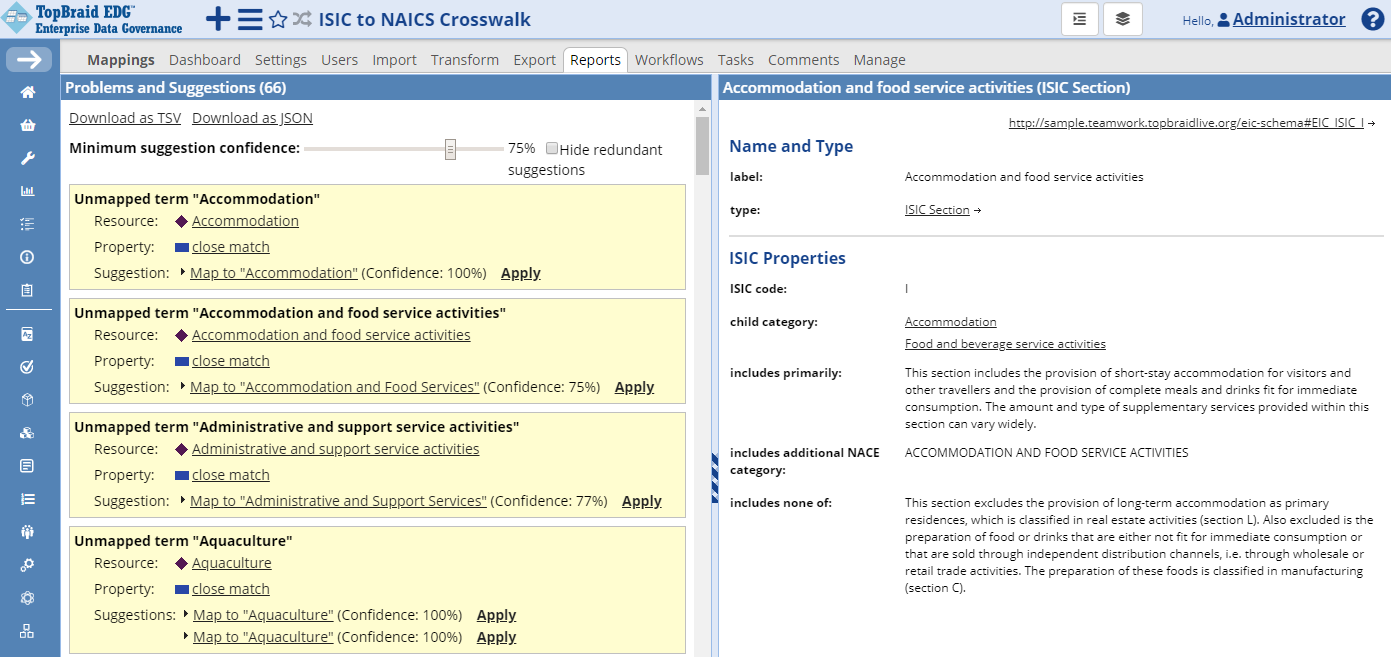 TopBraid EDG™
Enterprise Data Governance
ISIC to NAICS Crosswalk
Hello, Administrator
Mappings Dashboard Settings Users Import Transform Export Reports Workflows Tasks Comments Manage
Problems and Suggestions (66)
Download as TSV Download as JSON
Minimum suggestion confidence: 75% Hide redundant
suggestions
Unmapped term "Accommodation"
Resource: Accommodation
Property: close match
Suggestion: Map to "Accommodation" (Confidence: 100%) Apply
Unmapped term "Accommodation and food service activities"
Resource: Accommodation and food service activities
Property: close match
Suggestion: Map to "Accommodation and Food Services" (Confidence: 75%) Apply
Unmapped term "Administrative and support service activities"
Resource: Administrative and support service activities
Property: close match
Suggestion: Map to "Administrative and Support Services" (Confidence: 77%) Apply
Unmapped term "Aquaculture"
Resource: Aquaculture
Property: close match
Suggestions: Map to "Aquaculture" (Confidence: 100%) Apply
Map to "Aquaculture" (Confidence: 100%) Apply
Accommodation and food service activities (ISIC Section)
http://sample.teamwork.topbraidlive.org/eic-schema#EIC_ISIC_I
Name and Type
label: Accommodation and food service activities
type: ISIC Section
ISIC Properties
ISIC code: I
child category: Accommodation
Food and beverage service activities
includes primarily: This section includes the provision of short-stay accommodation for visitors and
other travellers and the provision of complete meals and drinks fit for immediate
consumption. The amount and type of supplementary services provided within this
section can vary widely.
includes additional NACE ACCOMMODATION AND FOOD SERVICE ACTIVITIES
category:
includes none of: This section excludes the provision of long-term accommodation as primary
residences, which is classified in real estate activities (section L). Also excluded is the
preparation of food or drinks that are either not fit for immediate consumption or
that are sold through independent distribution channels, i.e. through wholesale or
retail trade activities. The preparation of these foods is classified in manufacturing
(section C).